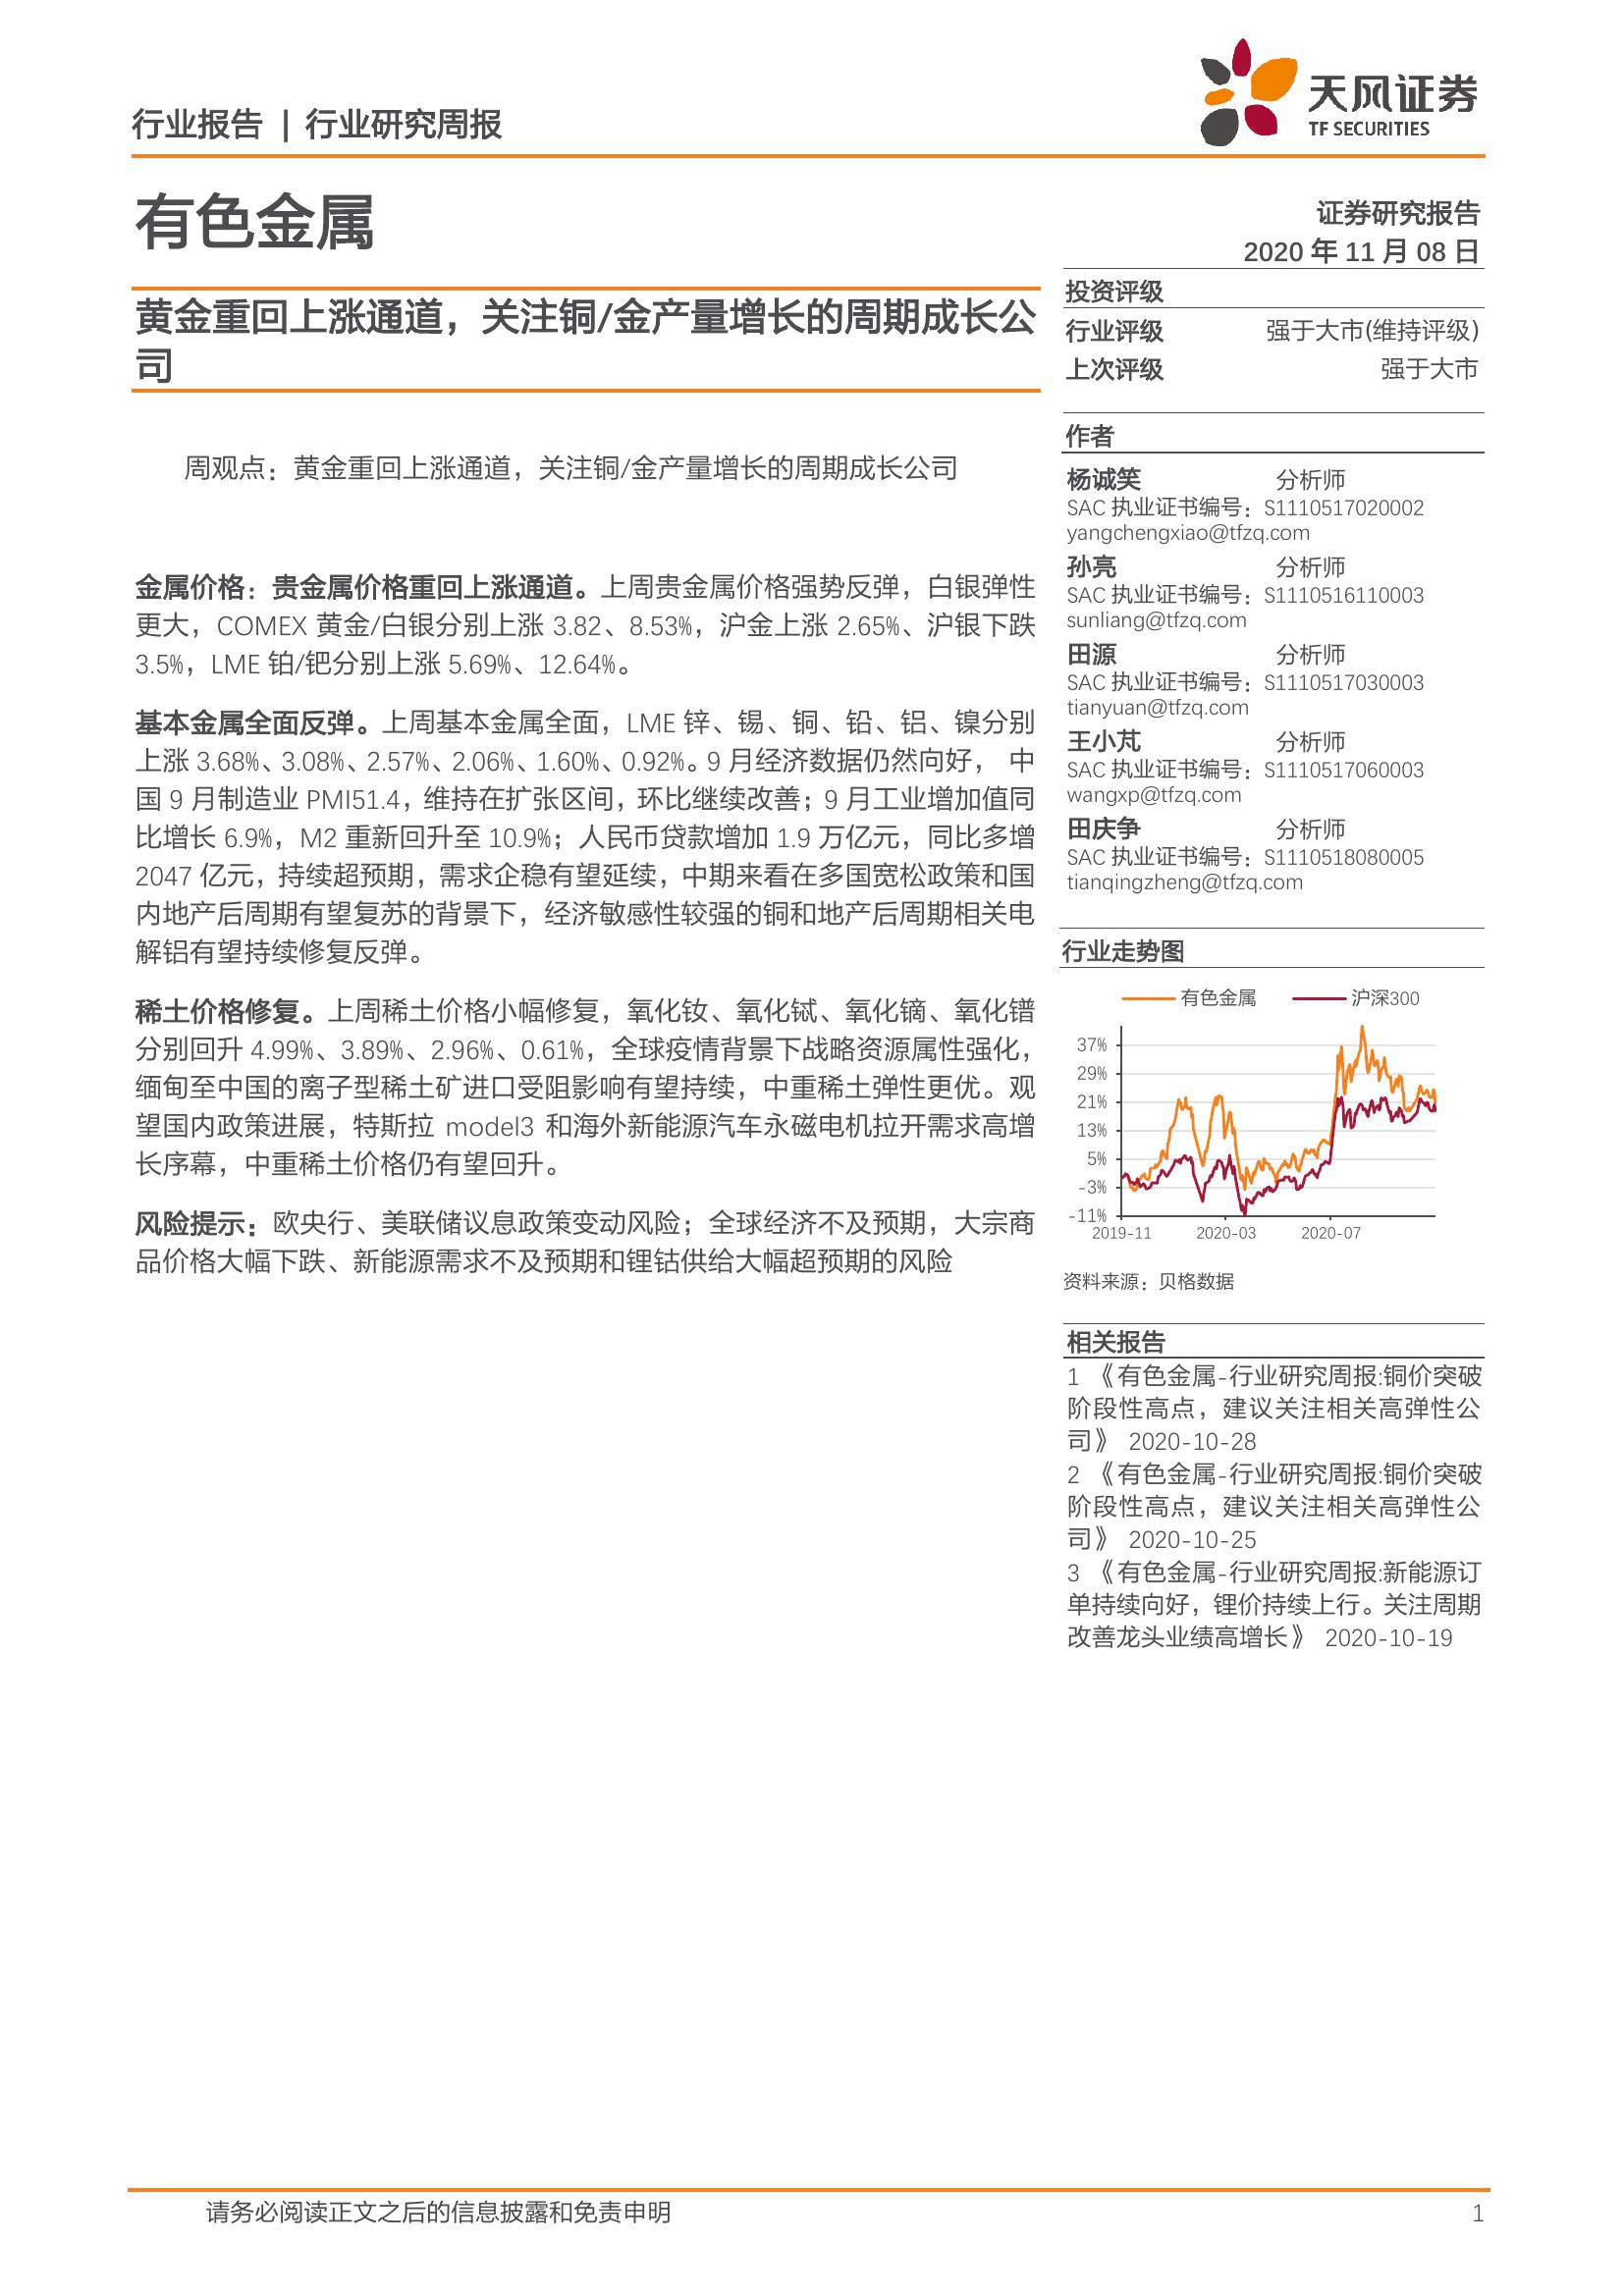 行业报告 | 行业研究周报
天风证券
TF SECURITIES
有色金属
证券研究报告
2020 年 11 月 08 日
黄金重回上涨通道，关注铜/金产量增长的周期成长公
司
周观点：黄金重回上涨通道，关注铜/金产量增长的周期成长公司
金属价格：贵金属价格重回上涨通道。上周贵金属价格强势反弹，白银弹性
更大，COMEX 黄金/白银分别上涨 3.82、8.53%，沪金上涨 2.65%、沪银下跌
3.5%，LME 铂/钯分别上涨 5.69%、12.64%。
基本金属全面反弹。上周基本金属全面，LME 锌、锡、铜、铅、铝、镍分别
上涨 3.68%、3.08%、2.57%、2.06%、1.60%、0.92%。9 月经济数据仍然向好， 中
国 9 月制造业 PMI51.4，维持在扩张区间，环比继续改善；9 月工业增加值同
比增长 6.9%，M2 重新回升至 10.9%；人民币贷款增加 1.9 万亿元，同比多增
2047 亿元，持续超预期，需求企稳有望延续，中期来看在多国宽松政策和国
内地产后周期有望复苏的背景下，经济敏感性较强的铜和地产后周期相关电
解铝有望持续修复反弹。
稀土价格修复。上周稀土价格小幅修复，氧化钕、氧化铽、氧化镝、氧化镨
分别回升 4.99%、3.89%、2.96%、0.61%，全球疫情背景下战略资源属性强化，
缅甸至中国的离子型稀土矿进口受阻影响有望持续，中重稀土弹性更优。观
望国内政策进展，特斯拉 model3 和海外新能源汽车永磁电机拉开需求高增
长序幕，中重稀土价格仍有望回升。
风险提示：欧央行、美联储议息政策变动风险；全球经济不及预期，大宗商
品价格大幅下跌、新能源需求不及预期和锂钴供给大幅超预期的风险
投资评级
行业评级 强于大市(维持评级)
上次评级 强于大市
作者
杨诚笑 分析师
SAC 执业证书编号：S1110517020002
yangchengxiao@tfzq.com
孙亮 分析师
SAC 执业证书编号：S1110516110003
sunliang@tfzq.com
田源 分析师
SAC 执业证书编号：S1110517030003
tianyuan@tfzq.com
王小芃 分析师
SAC 执业证书编号：S1110517060003
wangxp@tfzq.com
田庆争 分析师
SAC 执业证书编号：S1110518080005
tianqingzheng@tfzq.com
行业走势图
有色金属 沪深300
37%
29%
21%
13%
5%
-3%
-11%
2019-11 2020-03 2020-07
资料来源：贝格数据
相关报告
1 《有色金属-行业研究周报:铜价突破
阶段性高点，建议关注相关高弹性公
司》 2020-10-28
2 《有色金属-行业研究周报:铜价突破
阶段性高点，建议关注相关高弹性公
司》 2020-10-25
3 《有色金属-行业研究周报:新能源订
单持续向好，锂价持续上行。关注周期
改善龙头业绩高增长》 2020-10-19
请务必阅读正文之后的信息披露和免责申明 1